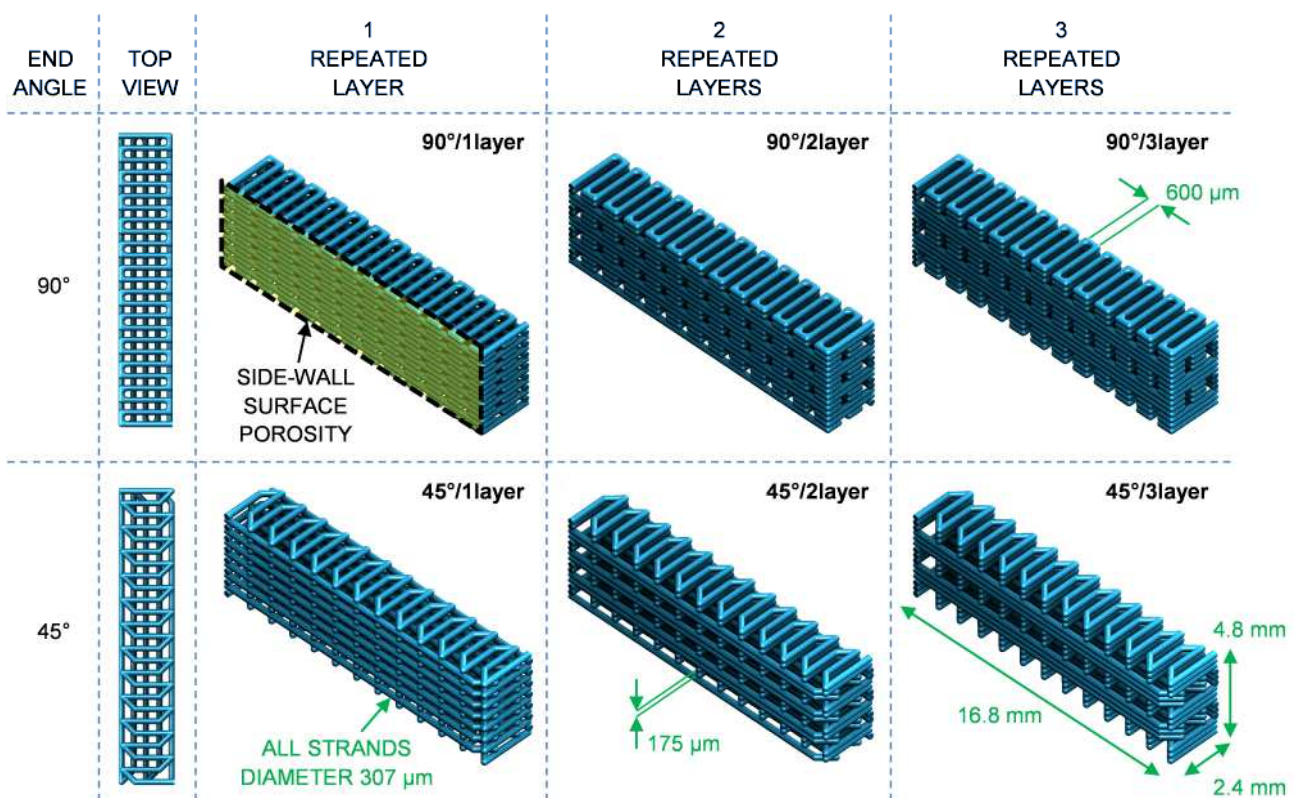 END
ANGLE
TOP
VIEW
1
REPEATED
LAYER
2
REPEATED
LAYERS
3
REPEATED
LAYERS
90°
90°/1layer
SIDE-WALL
SURFACE
POROSITY
90°/2layer
90°/3layer
600 µm
45°
45°/1layer
ALL STRANDS
DIAMETER 307 µm
45°/2layer
175 µm
45°/3layer
4.8 mm
16.8 mm
2.4 mm